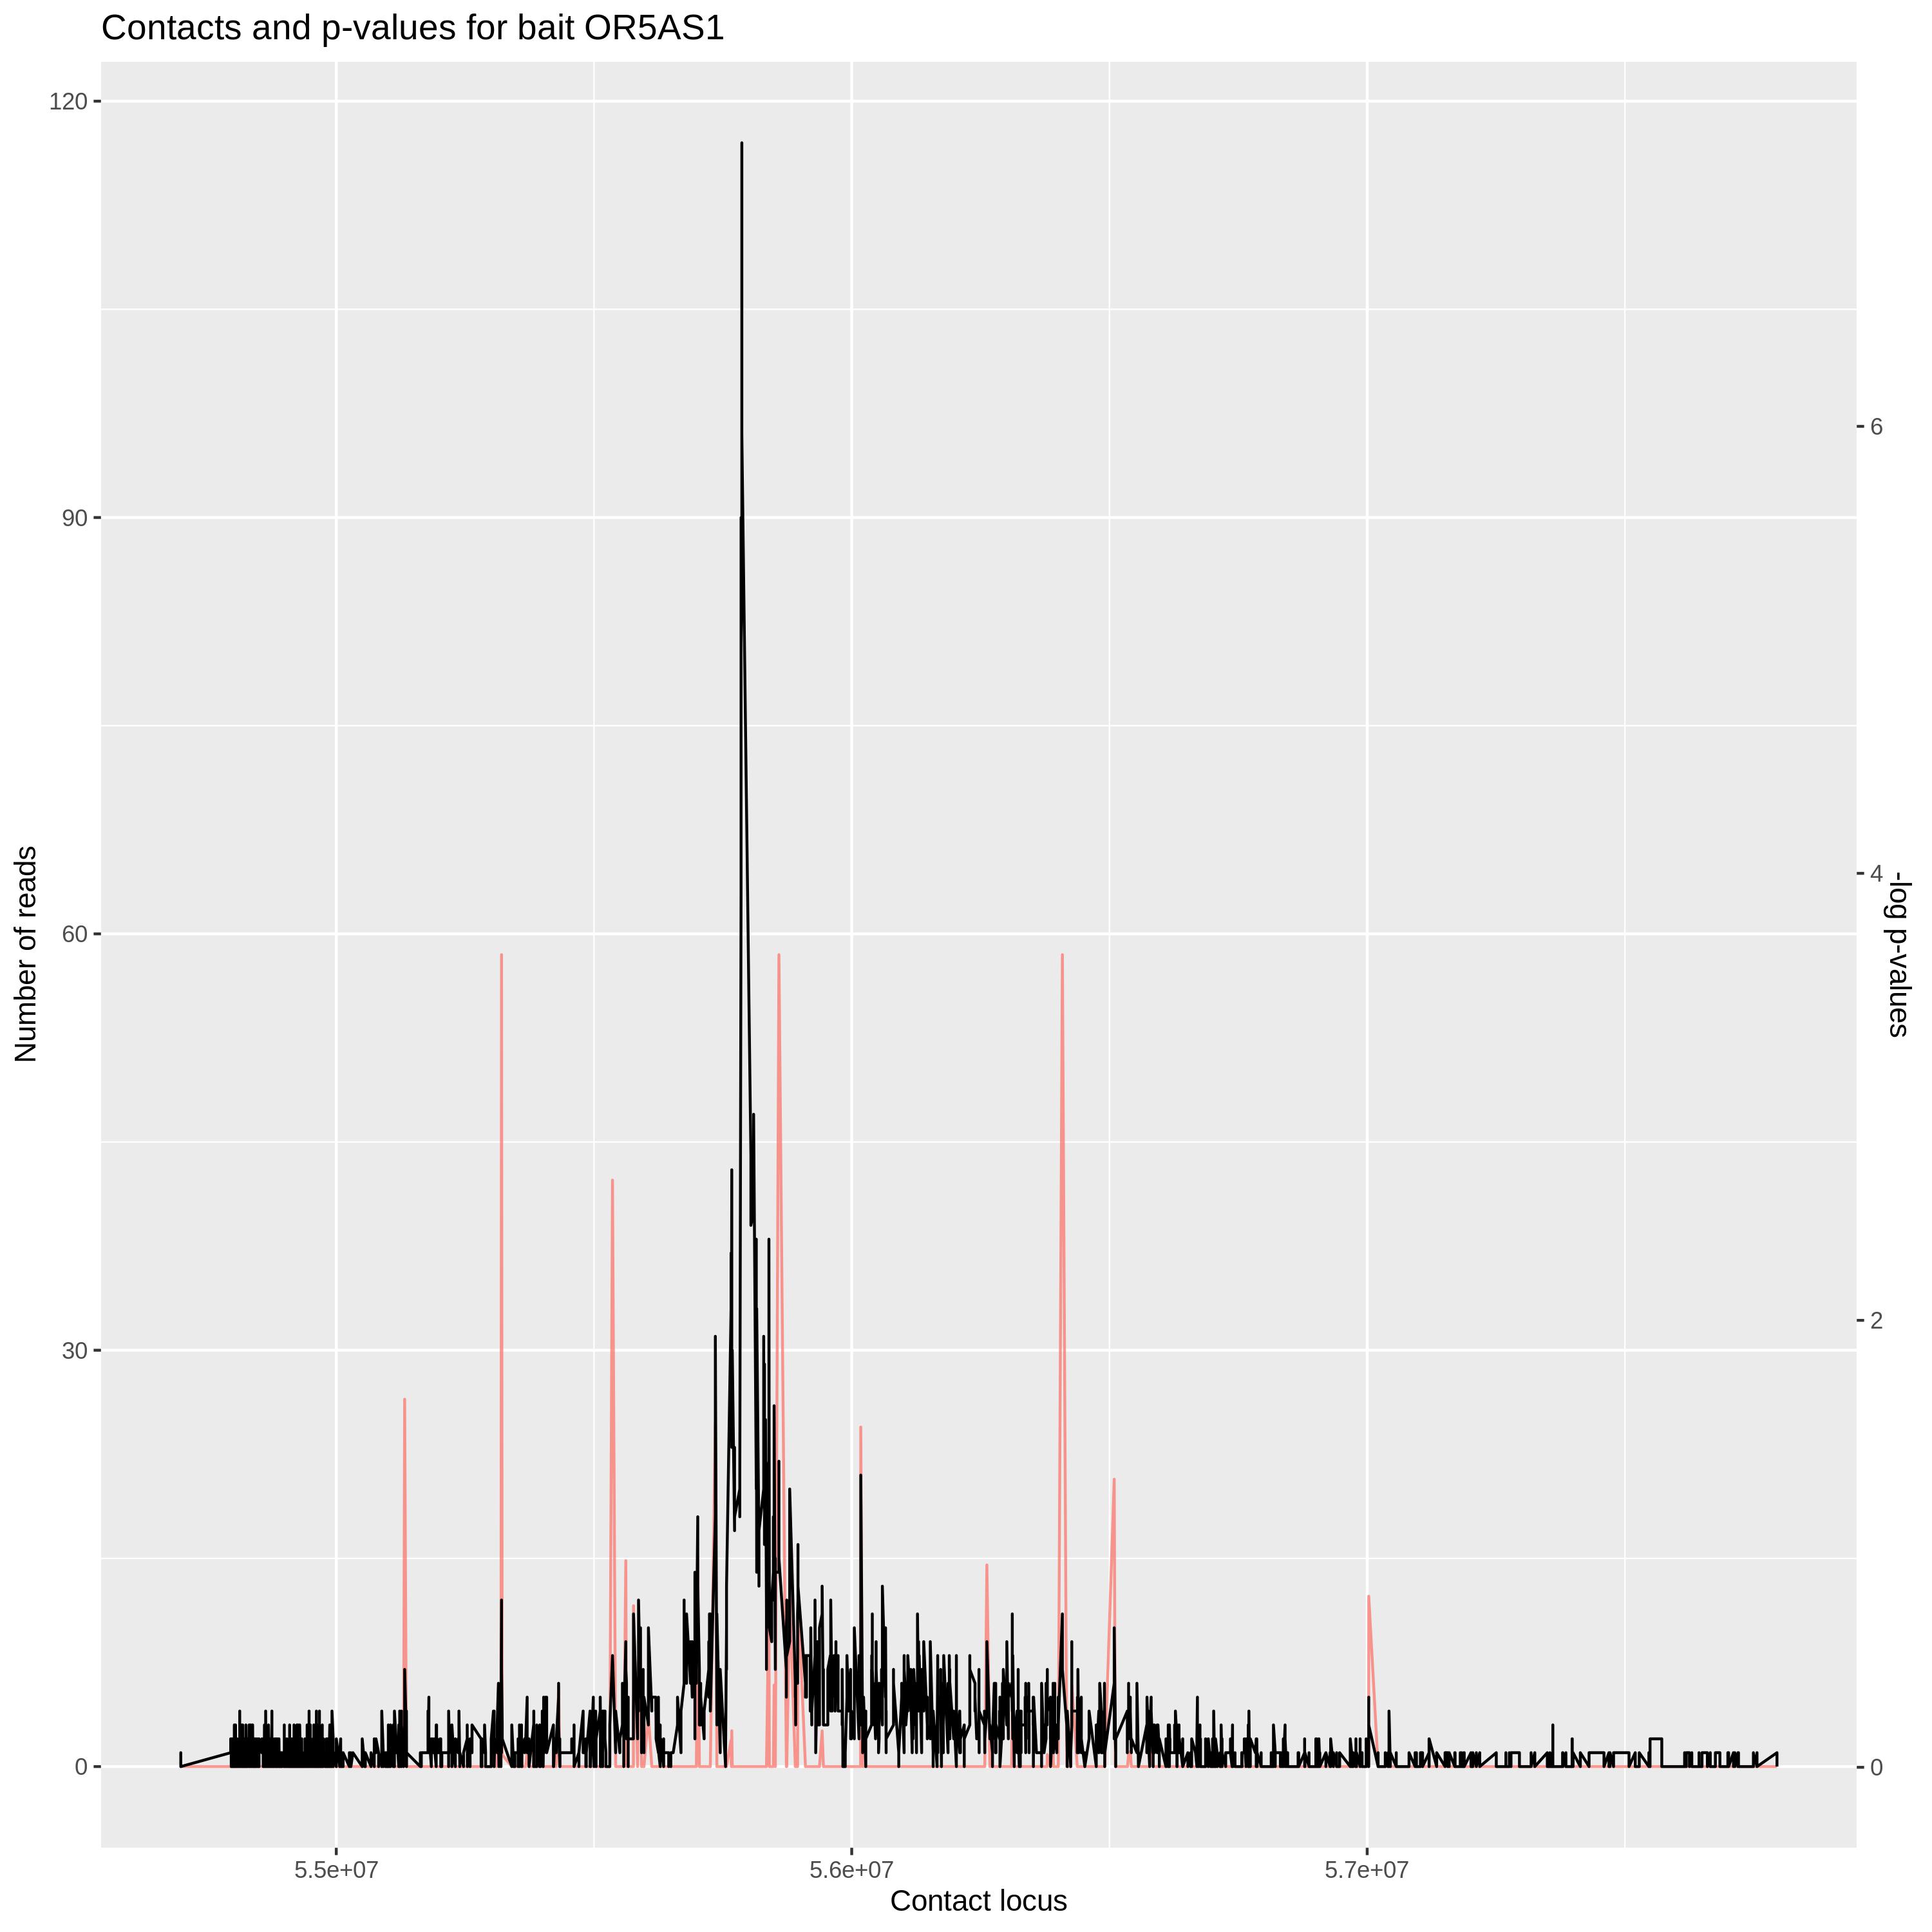 Contacts and p-values for bait OR5AS1
120
90
60
30
0
Number of reads
6
4
2
0
-log p-values
5.5e+07 5.6e+07 5.7e+07
Contact locus